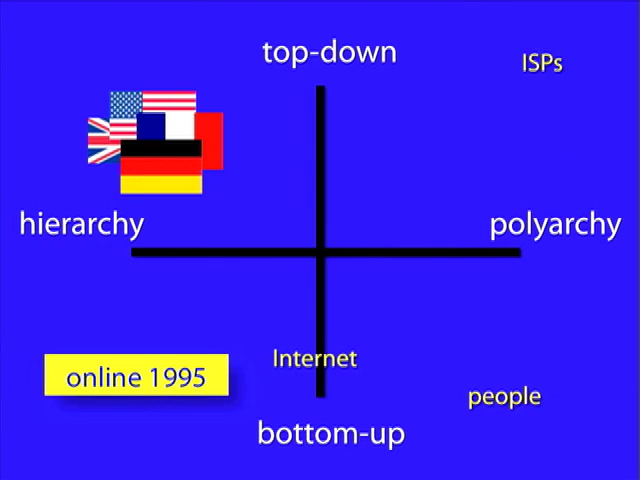 top-down
ISPs
hierarchy
polyarchy
Internet
online 1995
people
bottom-up